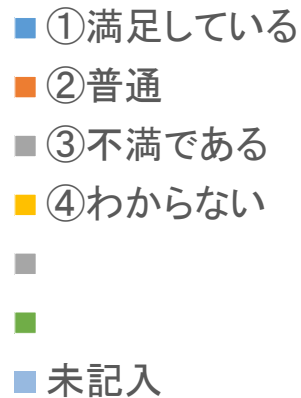 ①満足している
②普通
③不満である
④わからない
未記入